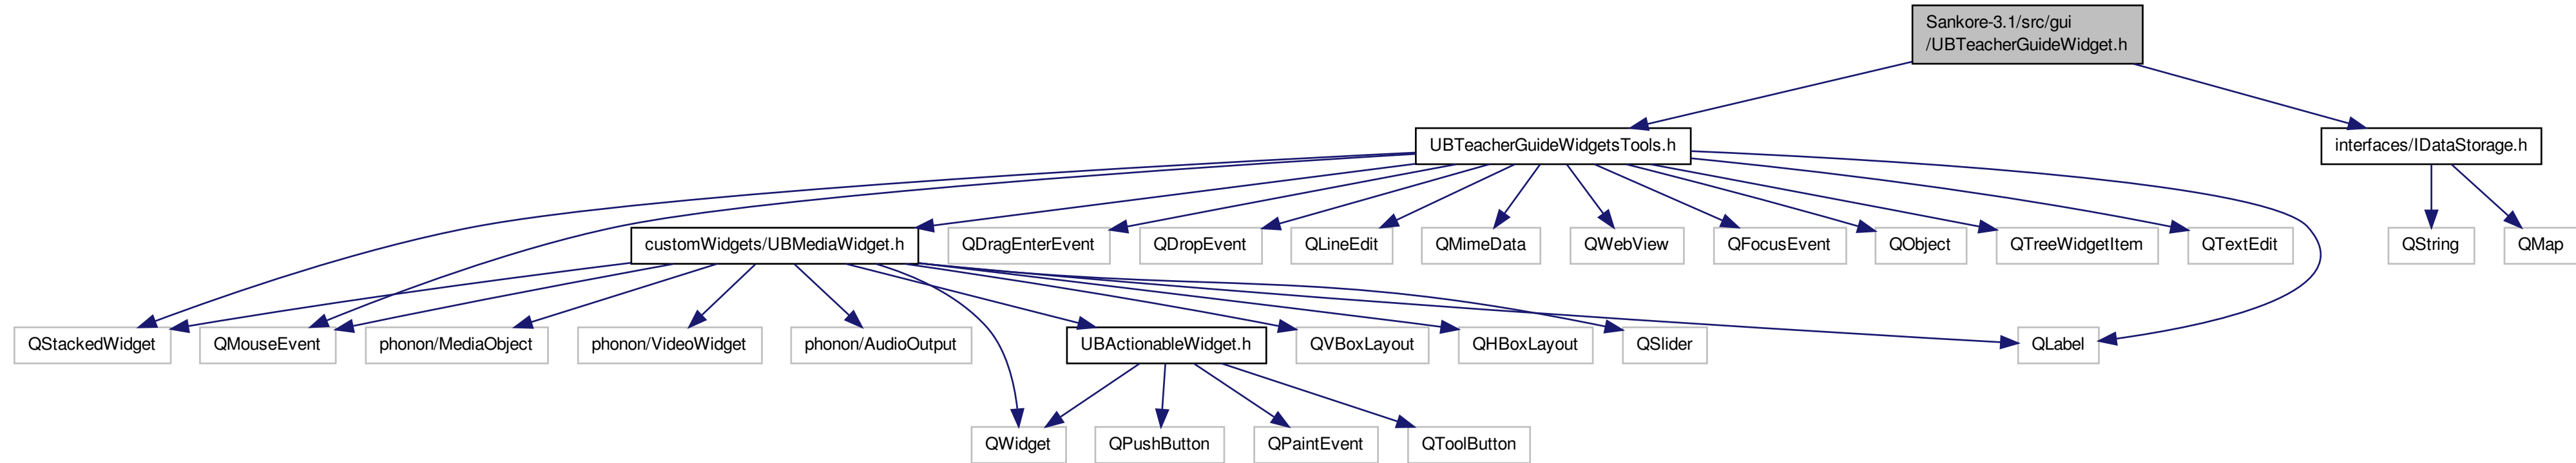 Sankore-3.1/src/gui
/UBTeacherGuideWidget.h
UBTeacherGuideWidgetsTools.h
interfaces/IDataStorage.h
customWidgets/UBMediaWidget.h
QDragEnterEvent
QDropEvent
QLineEdit
QMimeData
QWebView
QFocusEvent
QObject
QTreeWidgetItem
QTextEdit
QString
QMap
QStackedWidget
QMouseEvent
phonon/MediaObject
phonon/VideoWidget
phonon/AudioOutput
UBActionableWidget.h
QVBoxLayout
QHBoxLayout
QSlider
QLabel
QWidget
QPushButton
QPaintEvent
QToolButton